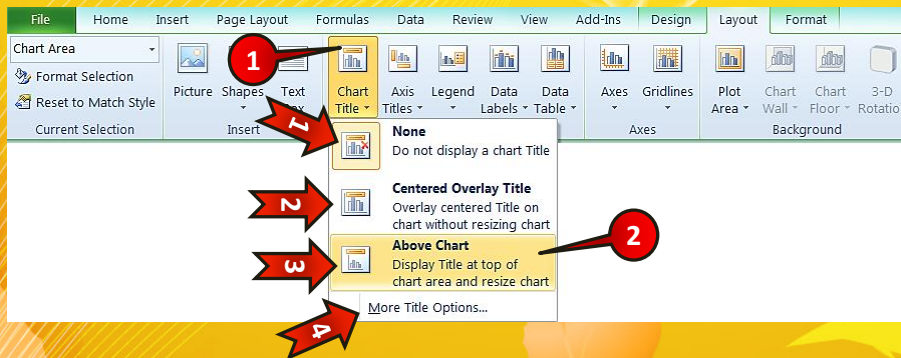 File Home Insert Page Layout Formulas Data Review View Add-Ins Design Layout Format
Chart Area
Format Selection
Reset to Match Style
Current Selection
Picture Shapes Text
Insert
1
Chart Axis Legend Data Data
Title Titles Labels Table
Axes Gridlines
Axes
Plot Chart Chart 3-D
Area Wall Floor Rotatio
Background
1
None
Do not display a chart Title
2
Centered Overlay Title
Overlay centered Title on
chart without resizing chart
3
Above Chart
Display Title at top of
chart area and resize chart
2
4
More Title Options...